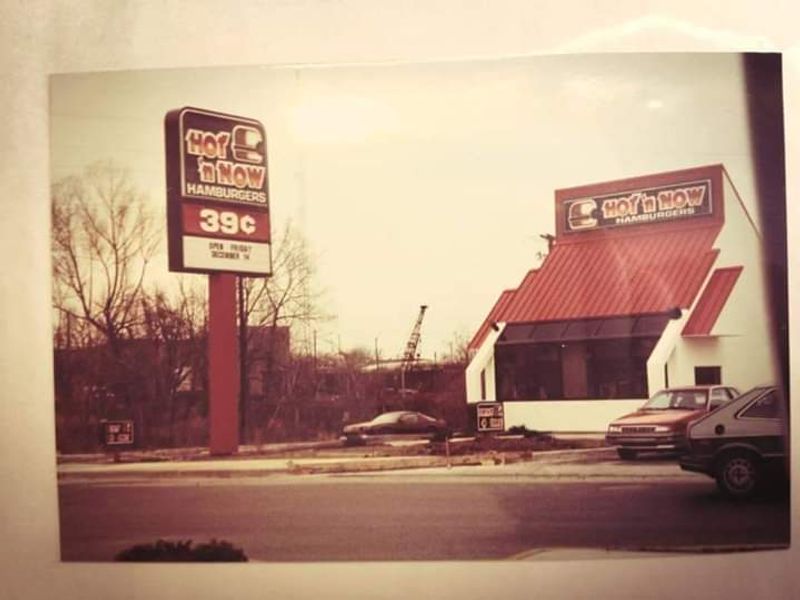 HOT
'n NOW
HAMBURGERS
39¢
OPEN FRIDAY
DECEMBER 14
HOT 'n NOW
HAMBURGERS